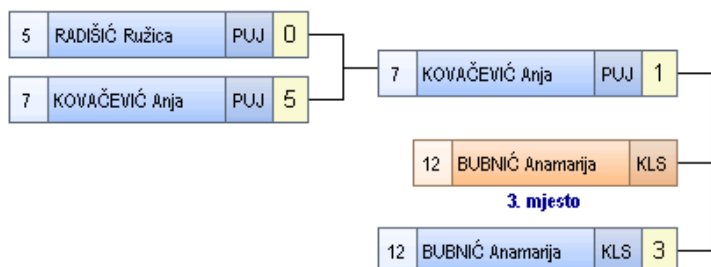 5 RADIŠIĆ Ružica PUJ 0
7 KOVAČEVIĆ Anja PUJ 5
7 KOVAČEVIĆ Anja PUJ 1
12 BUBNIĆ Anamarija KLS
3. mjesto
12 BUBNIĆ Anamarija KLS 3